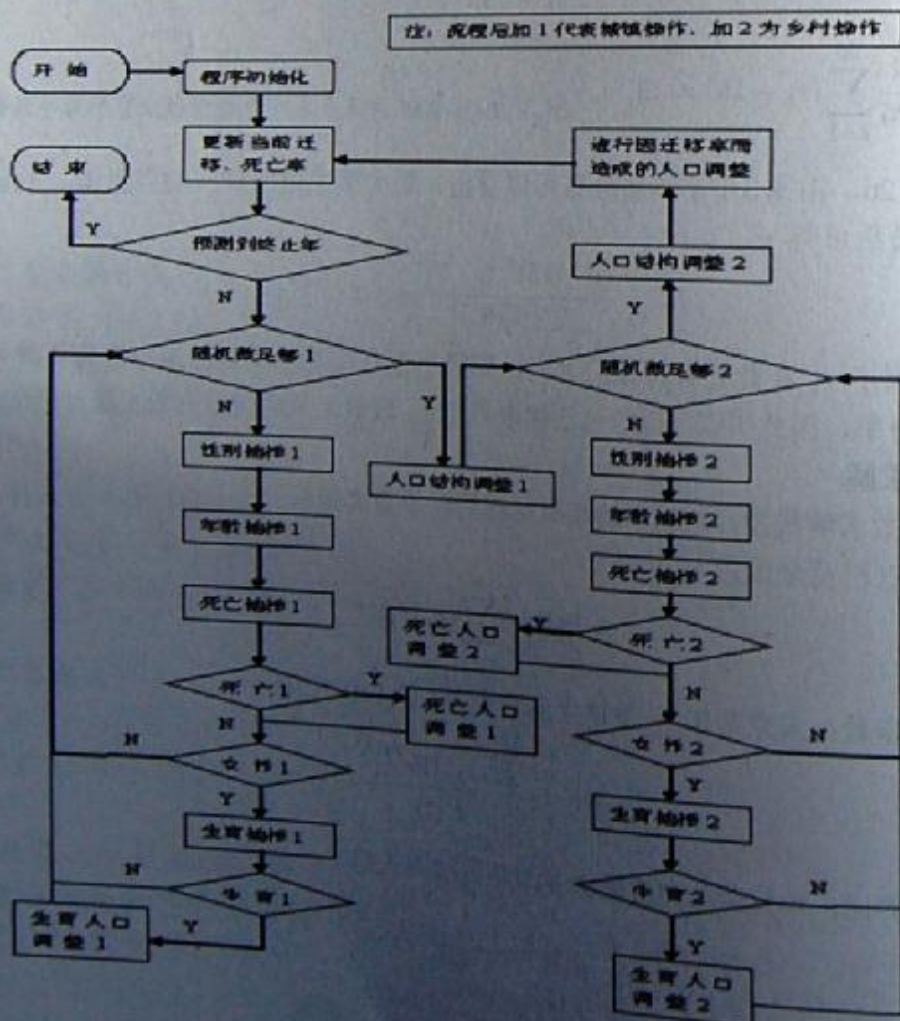 注：流程后加1代表城镇操作，加2为乡村操作
开 始
程序初始化
更新当前迁
移、死亡率
进行因迁移率而
造成的人口调整
结 束
Y
预测到终止年
人口结构调整2
N
Y
随机数足够1
随机数足够2
Y
N
N
性别抽样1
人口结构调整1
性别抽样2
年龄抽样1
年龄抽样2
死亡抽样1
死亡抽样2
死亡人口
调整2
Y
死亡2
死亡1
Y
N
N
死亡人口
调整1
N
女性1
女性2
N
Y
Y
生育抽样1
生育抽样2
N
生育1
生育2
N
生育人口
调整1
Y
Y
生育人口
调整2